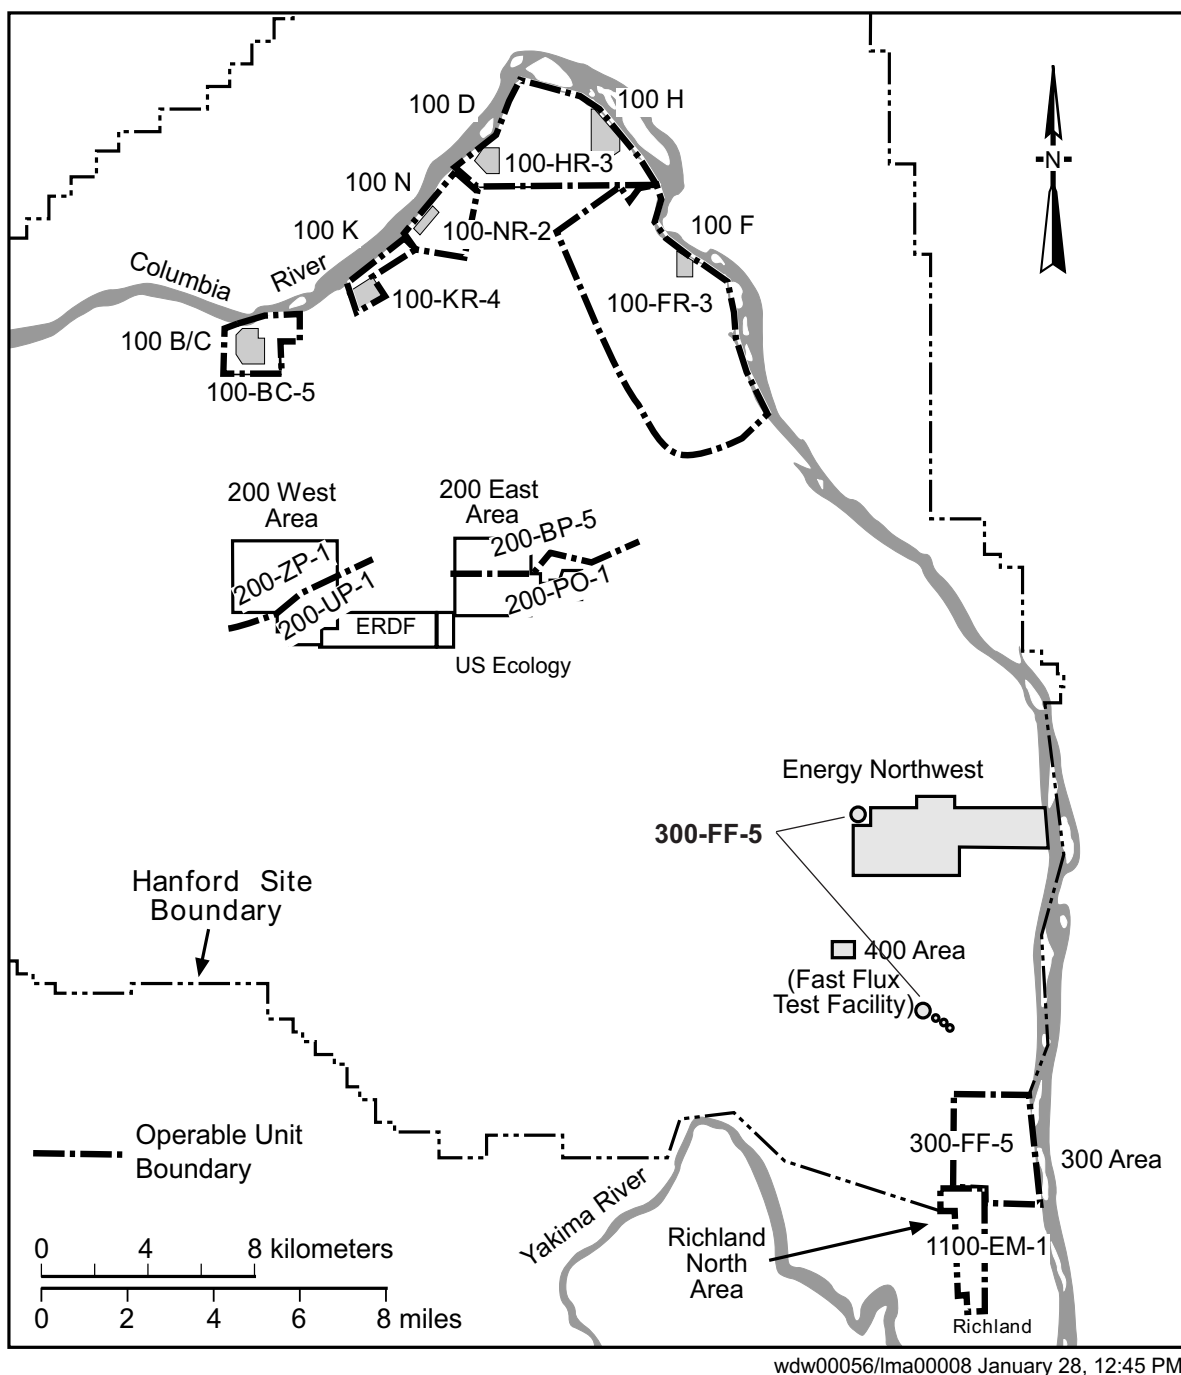 100 D
100 H
100-HR-3
N
100 N
100 K
100-NR-2
100 F
Columbia
River
100-KR-4
100-FR-3
100 B/C
100-BC-5
200 West
Area
200 East
Area
200-BP-5
200-ZP-1
200-UP-1
200-PO-1
ERDF
US Ecology
Energy Northwest
300-FF-5
Hanford Site
Boundary
400 Area
(Fast Flux
Test Facility)
Operable Unit
Boundary
300-FF-5
300 Area
Yakima River
Richland
North
Area
1100-EM-1
0 4 8 kilometers
0 2 4 6 8 miles
Richland
wdw00056/lma00008 January 28, 12:45 PM